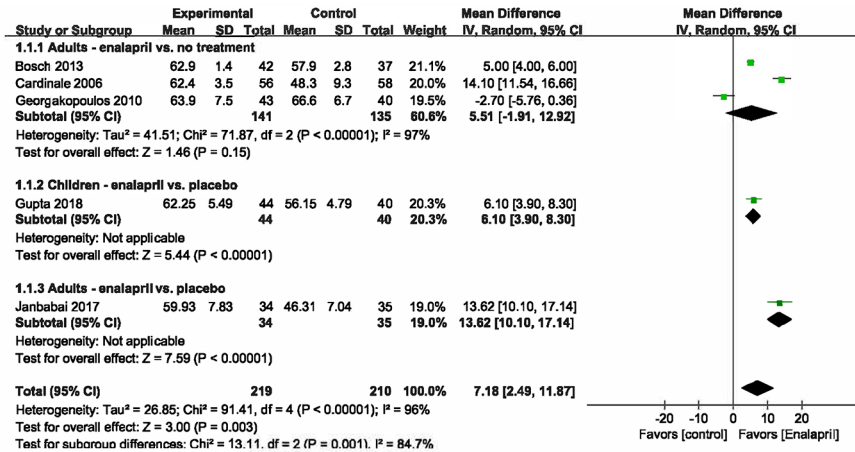 Experimental Control Mean Difference Mean Difference
Study or Subgroup Mean SD Total Mean SD Total Weight IV, Random, 95% CI IV, Random, 95% CI
1.1.1 Adults - enalapril vs. no treatment
Bosch 2013 62.9 1.4 42 57.9 2.8 37 21.1% 5.00 [4.00, 6.00]
Cardinale 2006 62.4 3.5 56 48.3 9.3 58 20.0% 14.10 [11.54, 16.66]
Georgakopoulos 2010 63.9 7.5 43 66.6 6.7 40 19.5% -2.70 [-5.76, 0.36]
Subtotal (95% CI) 141 135 60.6% 5.51 [-1.91, 12.92]
Heterogeneity: Tau² = 41.51; Chi² = 71.87, df = 2 (P < 0.00001); I² = 97%
Test for overall effect: Z = 1.46 (P = 0.15)
1.1.2 Children - enalapril vs. placebo
Gupta 2018 62.25 5.49 44 56.15 4.79 40 20.3% 6.10 [3.90, 8.30]
Subtotal (95% CI) 44 40 20.3% 6.10 [3.90, 8.30]
Heterogeneity: Not applicable
Test for overall effect: Z = 5.44 (P < 0.00001)
1.1.3 Adults - enalapril vs. placebo
Janbabai 2017 59.93 7.83 34 46.31 7.04 35 19.0% 13.62 [10.10, 17.14]
Subtotal (95% CI) 34 35 19.0% 13.62 [10.10, 17.14]
Heterogeneity: Not applicable
Test for overall effect: Z = 7.59 (P < 0.00001)
Total (95% CI) 219 210 100.0% 7.18 [2.49, 11.87]
Heterogeneity: Tau² = 26.85; Chi² = 91.41, df = 4 (P < 0.00001); I² = 96%
Test for overall effect: Z = 3.00 (P = 0.003)
Test for subgroup differences: Chi² = 13.11, df = 2 (P = 0.001), I² = 84.7%
-20 -10 0 10 20
Favors [control] Favors [Enalapril]